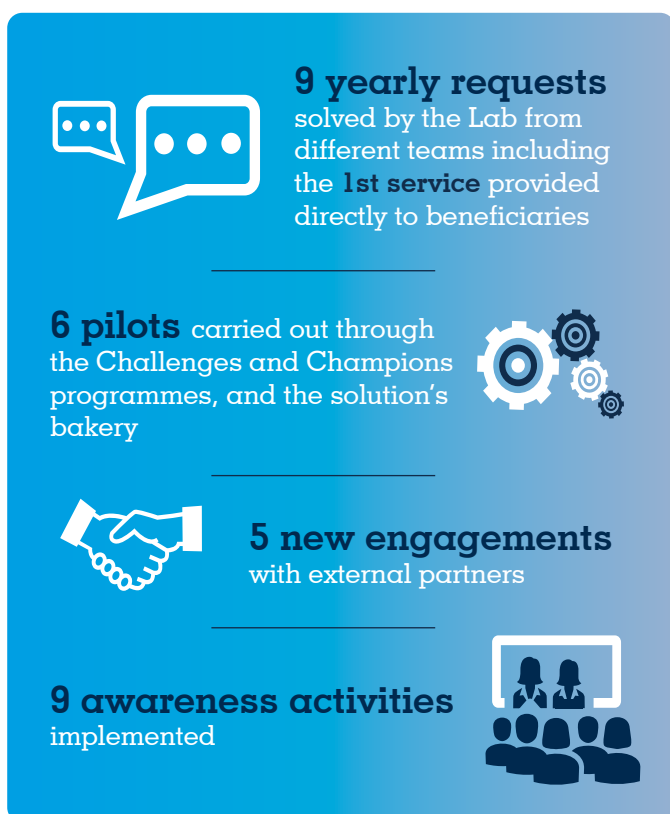 9 yearly requests
solved by the Lab from
different teams including
the 1st service provided
directly to beneficiaries
6 pilots carried out through
the Challenges and Champions
programmes, and the solution’s
bakery
5 new engagements
with external partners
9 awareness activities
implemented